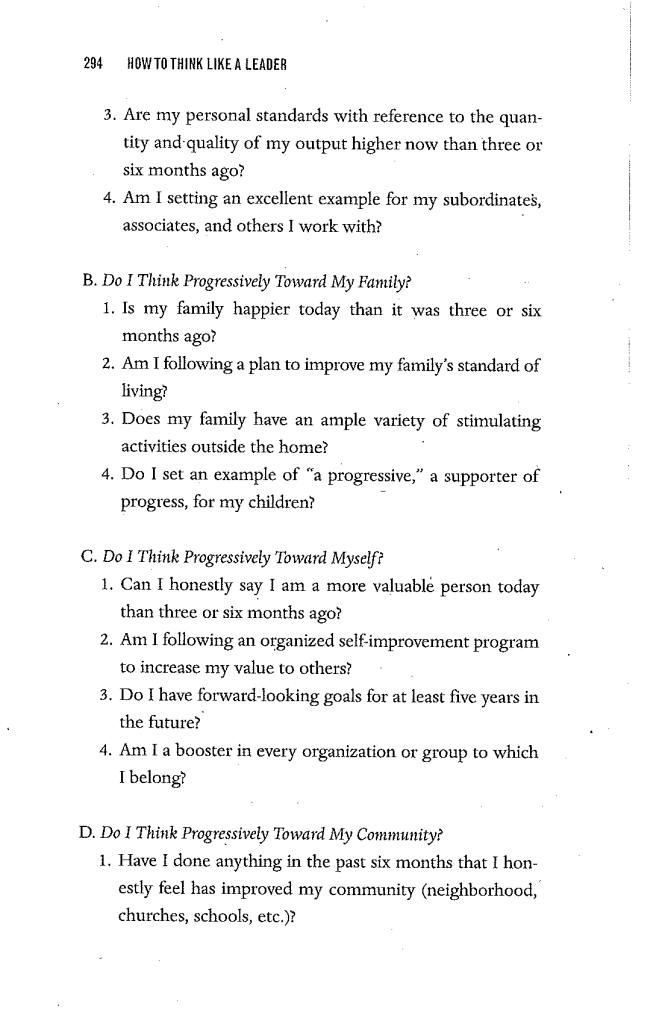 294 HOW TO THINK LIKE A LEADER
3. Are my personal standards with reference to the quan-
tity and quality of my output higher now than three or
six months ago?
4. Am I setting an excellent example for my subordinates,
associates, and others I work with?
B. Do I Think Progressively Toward My Family?
1. Is my family happier today than it was three or six
months ago?
2. Am I following a plan to improve my family's standard of
living?
3. Does my family have an ample variety of stimulating
activities outside the home?
4. Do I set an example of "a progressive," a supporter of
progress, for my children?
C. Do I Think Progressively Toward Myself?
1. Can I honestly say I am a more valuable person today
than three or six months ago?
2. Am I following an organized self-improvement program
to increase my value to others?
3. Do I have forward-looking goals for at least five years in
the future?
4. Am I a booster in every organization or group to which
I belong?
D. Do I Think Progressively Toward My Community?
1. Have I done anything in the past six months that I hon-
estly feel has improved my community (neighborhood,
churches, schools, etc.)?